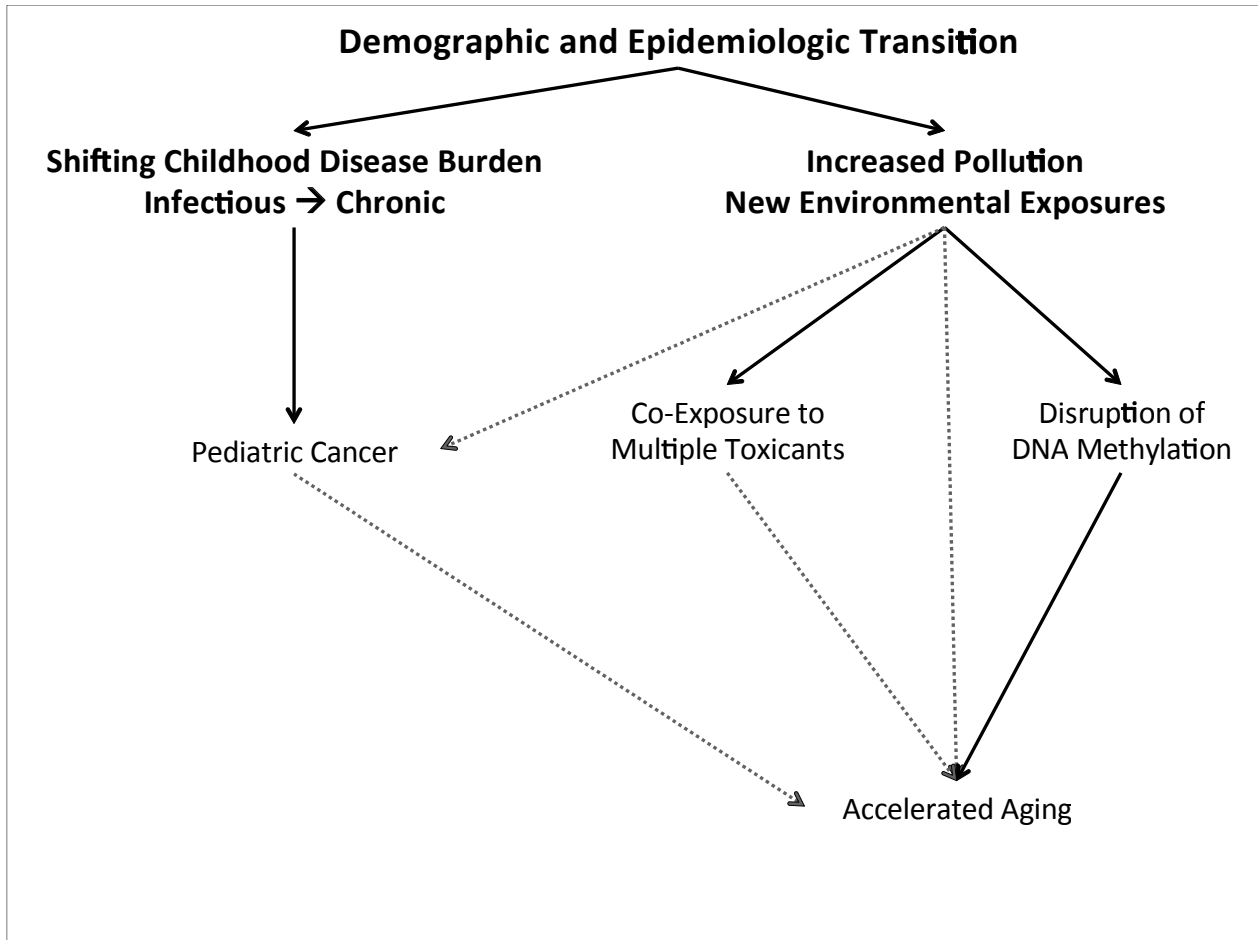 Demographic and Epidemiologic Transition
Shifting Childhood Disease Burden
Infectious → Chronic
Increased Pollution
New Environmental Exposures
Pediatric Cancer
Co-Exposure to
Multiple Toxicants
Disruption of
DNA Methylation
Accelerated Aging